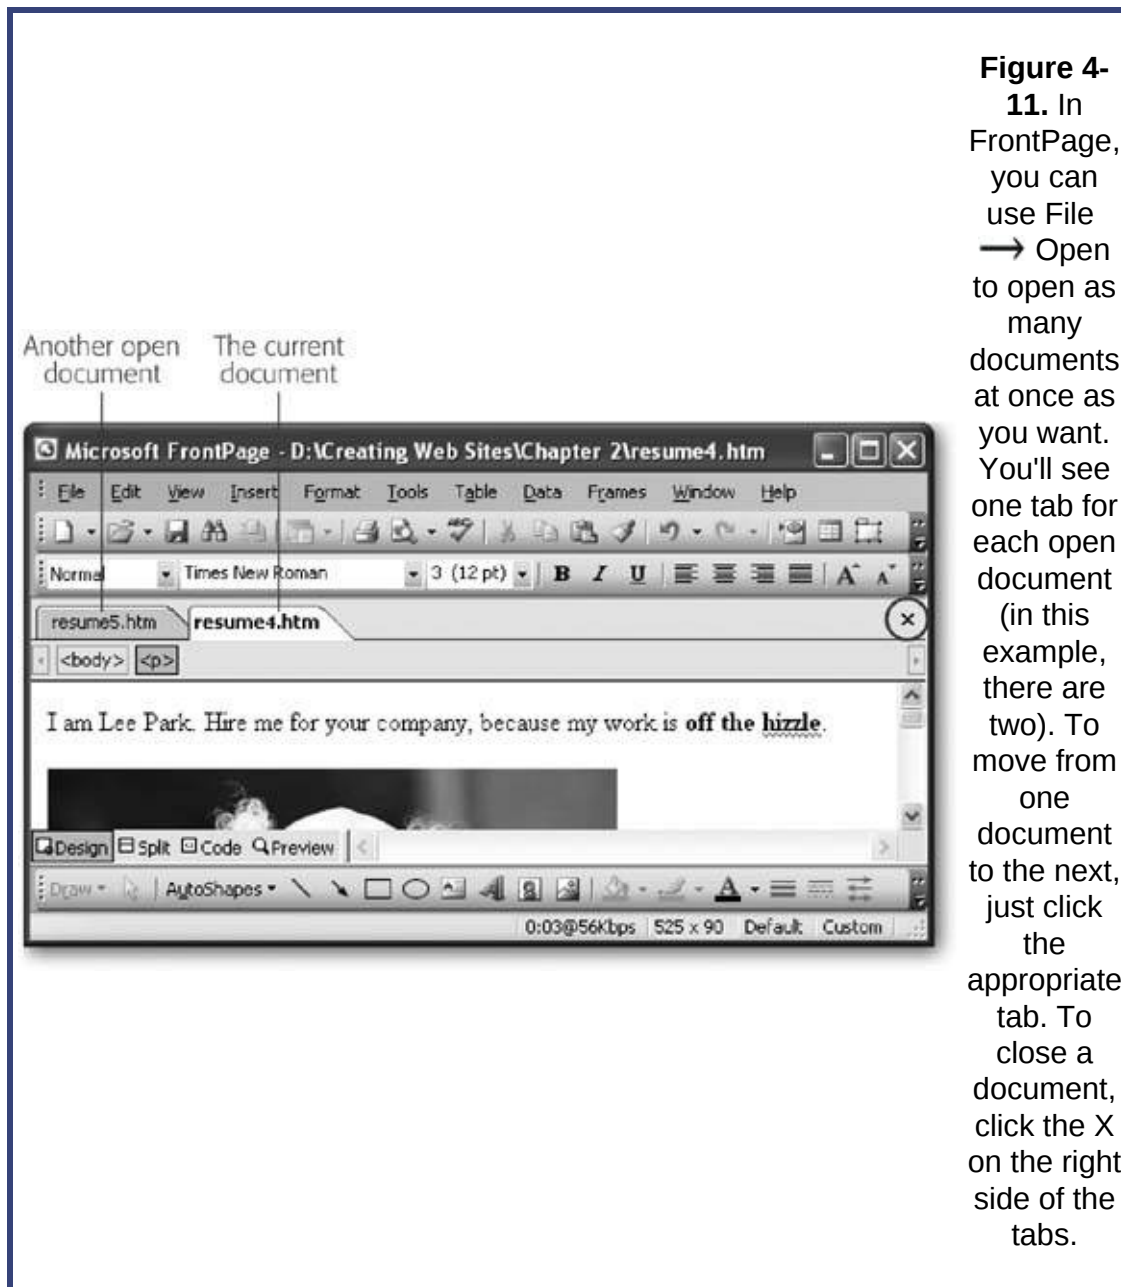 Another open The current
document document
Microsoft FrontPage - D:\Creating Web Sites\Chapter 2\resume4.htm
File Edit View Insert Format Tools Table Data Frames Window Help
Normal Times New Roman 3 (12 pt) B I U A A
resume5.htm resume4.htm
<body> <p>
I am Lee Park. Hire me for your company, because my work is off the hizzle.
Design Split Code Preview
Draw AutoShapes A
0:03@56Kbps 525 x 90 Default Custom
Figure 4-
11. In
FrontPage,
you can
use File
→ Open
to open as
many
documents
at once as
you want.
You'll see
one tab for
each open
document
(in this
example,
there are
two). To
move from
one
document
to the next,
just click
the
appropriate
tab. To
close a
document,
click the X
on the right
side of the
tabs.